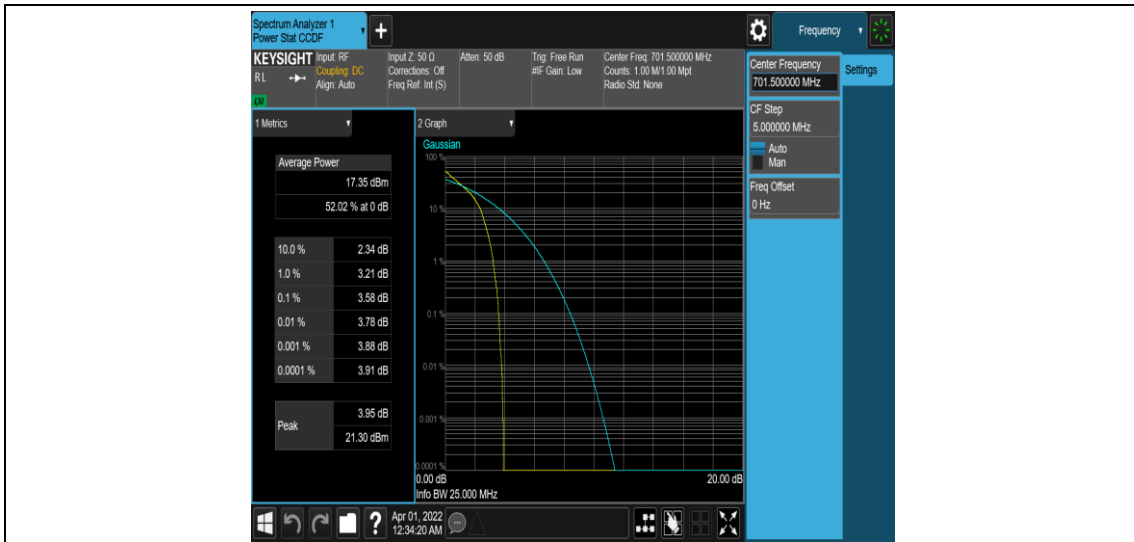 Spectrum Analyzer 1
Power Stat CCDF
Frequency
KEYSIGHT Input: RF
RL
Coupling: DC
Align: Auto
Input Z: 50 Ω
Corrections: Off
Freq Ref: Int (S)
Atten: 50 dB
Trig: Free Run
#IF Gain: Low
Center Freq: 701.500000 MHz
Counts: 1.00 M/1.00 Mpt
Radio Std: None
Center Frequency
701.500000 MHz
Settings
CF Step
5.000000 MHz
Auto
Man
Freq Offset
0 Hz
1 Metrics
Average Power
17.35 dBm
52.02 % at 0 dB
10.0 % 2.34 dB
1.0 % 3.21 dB
0.1 % 3.58 dB
0.01 % 3.78 dB
0.001 % 3.88 dB
0.0001 % 3.91 dB
Peak
3.95 dB
21.30 dBm
2 Graph
Gaussian
100 %
10 %
1 %
0.1 %
0.01 %
0.001 %
0.0001 %
0.00 dB 20.00 dB
Info BW 25.000 MHz
Apr 01, 2022
12:34:20 AM